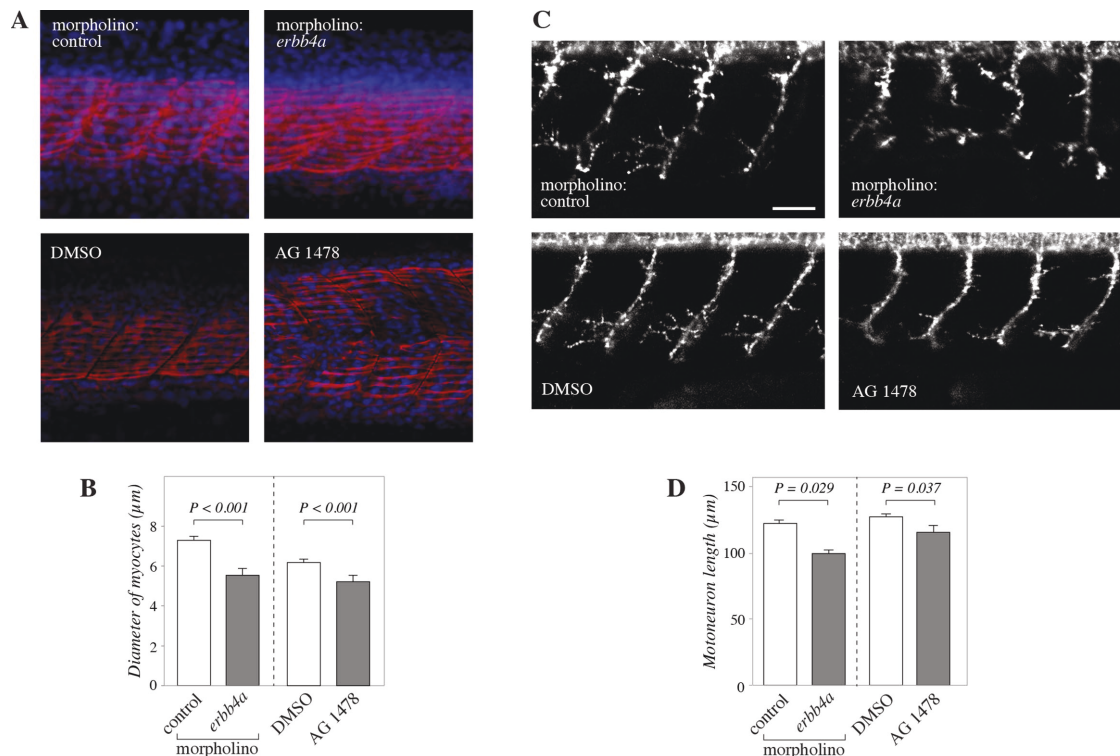 A
morpholino:
control
morpholino:
erbb4a
DMSO
AG 1478
B
Diameter of myocytes (μm)
8
6
4
2
0
P < 0.001
P < 0.001
control
erbb4a
DMSO
AG 1478
morpholino
C
morpholino:
control
morpholino:
erbb4a
DMSO
AG 1478
D
Motoneuron length (μm)
150
100
50
0
P = 0.029
P = 0.037
control
erbb4a
DMSO
AG 1478
morpholino